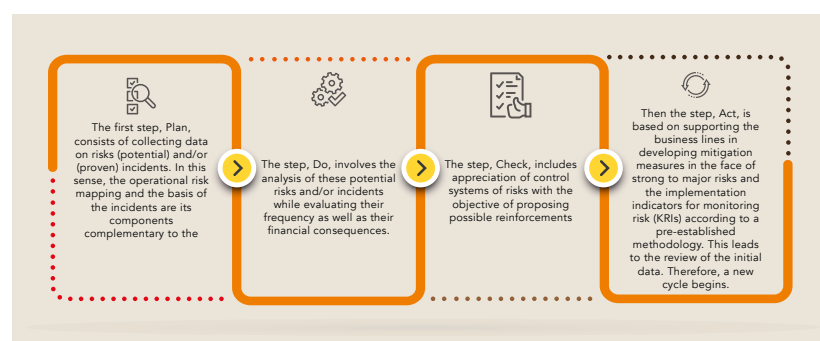 The first step, Plan,
consists of collecting data
on risks (potential) and/or
(proven) incidents. In this
sense, the operational risk
mapping and the basis of
the incidents are its
components
complementary to the
The step, Do, involves the
analysis of these potential
risks and/or incidents
while evaluating their
frequency as well as their
financial consequences.
The step, Check, includes
appreciation of control
systems of risks with the
objective of proposing
possible reinforcements
Then the step, Act, is
based on supporting the
business lines in
developing mitigation
measures in the face of
strong to major risks and
the implementation
indicators for monitoring
risk (KRIs) according to a
pre-established
methodology. This leads
to the review of the initial
data. Therefore, a new
cycle begins.